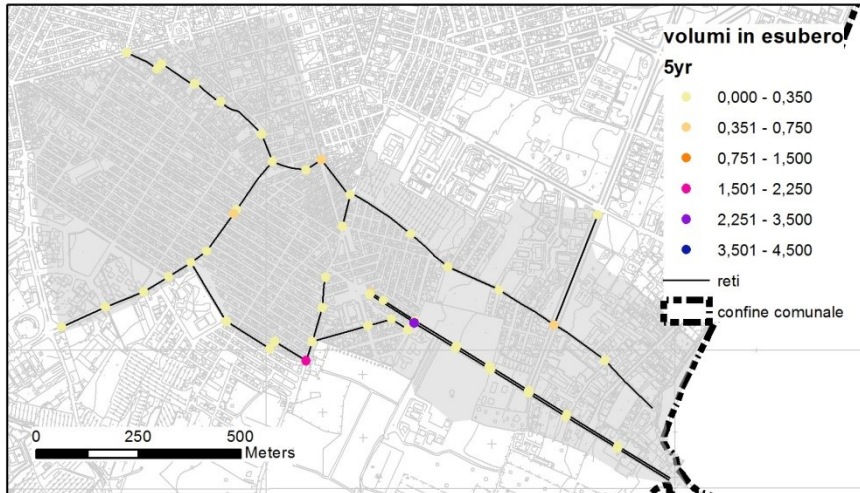 volumi in esubero
5yr
0,000 - 0,350
0,351 - 0,750
0,751 - 1,500
1,501 - 2,250
2,251 - 3,500
3,501 - 4,500
reti
confine comunale
0 250 500
Meters